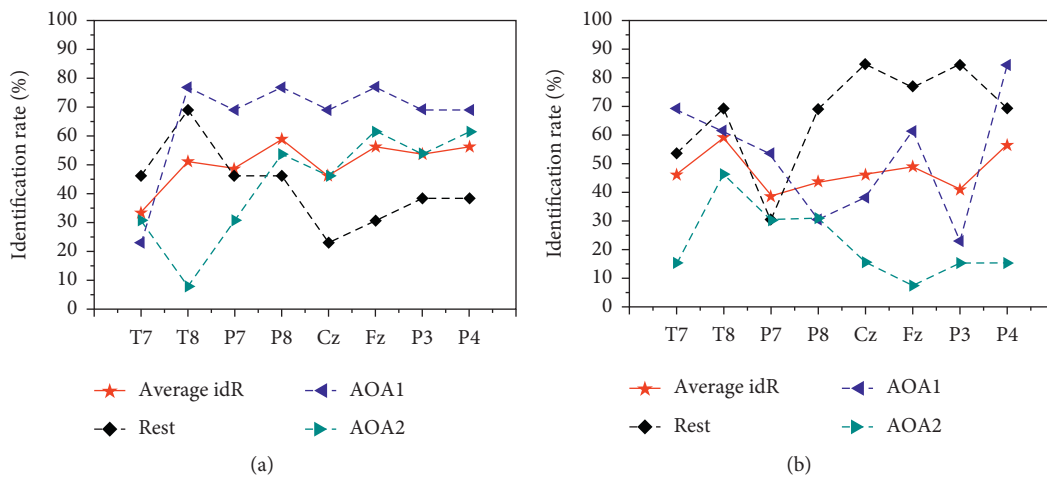 100
90
80
70
60
50
40
30
20
10
0
Identification rate (%)
T7 T8 P7 P8 Cz Fz P3 P4
Average idR
AOA1
Rest
AOA2
(a)
100
90
80
70
60
50
40
30
20
10
0
Identification rate (%)
T7 T8 P7 P8 Cz Fz P3 P4
Average idR
AOA1
Rest
AOA2
(b)